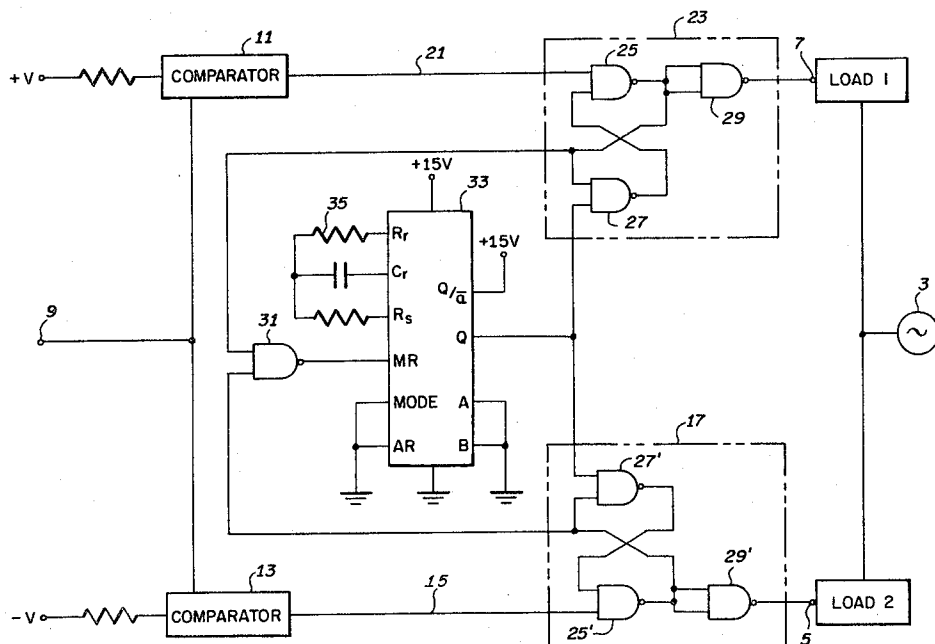 11
23
7
+V
COMPARATOR
21
25
29
LOAD 1
+15V
33
35
+15V
27
3
Rr
Cr
Q/Q̅
Rs
9
31
Q
MR
MODE
A
AR
B
17
27'
13
15
29'
-V
COMPARATOR
25'
5
LOAD 2